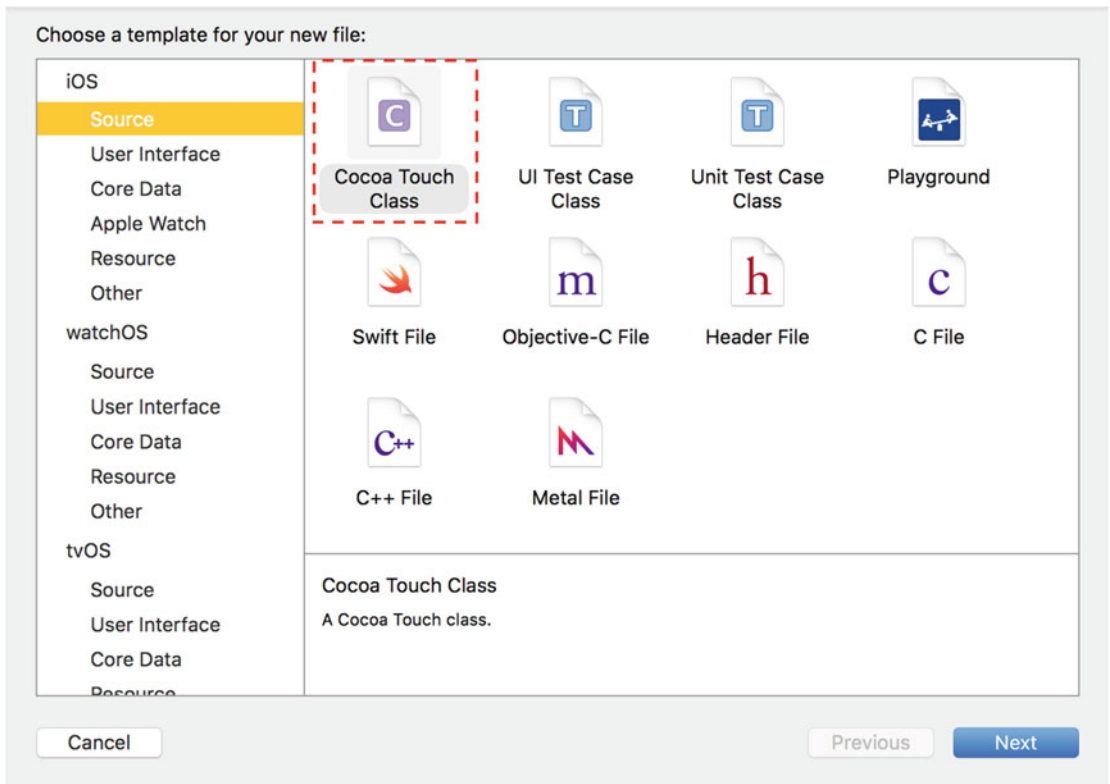 Choose a template for your new file:
iOS
Source
User Interface
Core Data
Apple Watch
Resource
Other
watchOS
Source
User Interface
Core Data
Resource
Other
tvOS
Source
User Interface
Core Data
Resource
C
Cocoa Touch
Class
T
UI Test Case
Class
T
Unit Test Case
Class
Playground
Swift File
m
Objective-C File
h
Header File
c
C File
C++
C++ File
Metal File
Cocoa Touch Class
A Cocoa Touch class.
Cancel
Previous
Next